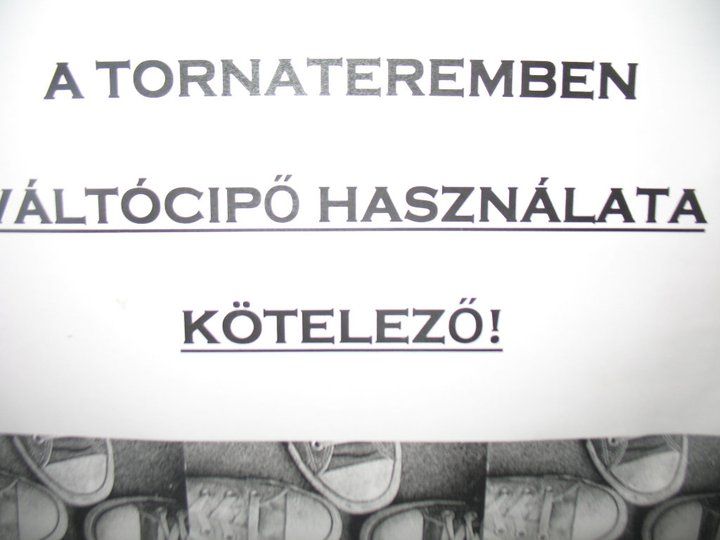 A TORNATEREMBEN
VÁLTÓCIPŐ HASZNÁLATA
KÖTELEZŐ!